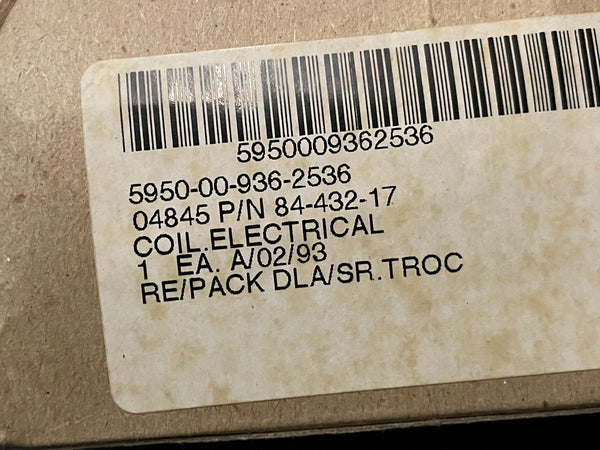 5950009362536
5950-00-936-2536
04845 P/N 84-432-17
COIL.ELECTRICAL
1 EA. A/02/93
RE/PACK DLA/SR.TROC